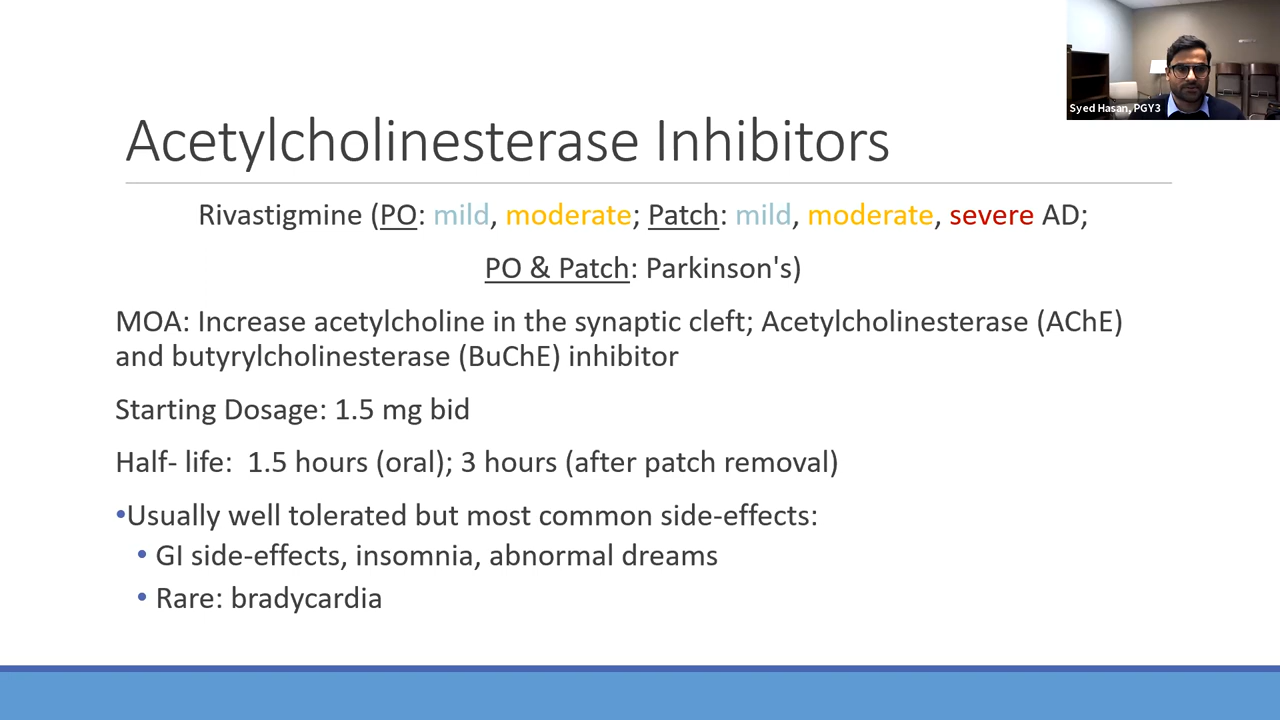 Syed Hasan, PGY3
Acetylcholinesterase Inhibitors
Rivastigmine (PO: mild, moderate; Patch: mild, moderate, severe AD;
PO & Patch: Parkinson's)
MOA: Increase acetylcholine in the synaptic cleft; Acetylcholinesterase (AChE)
and butyrylcholinesterase (BuChE) inhibitor
Starting Dosage: 1.5 mg bid
Half- life:  1.5 hours (oral); 3 hours (after patch removal)
•Usually well tolerated but most common side-effects:
• GI side-effects, insomnia, abnormal dreams
• Rare: bradycardia